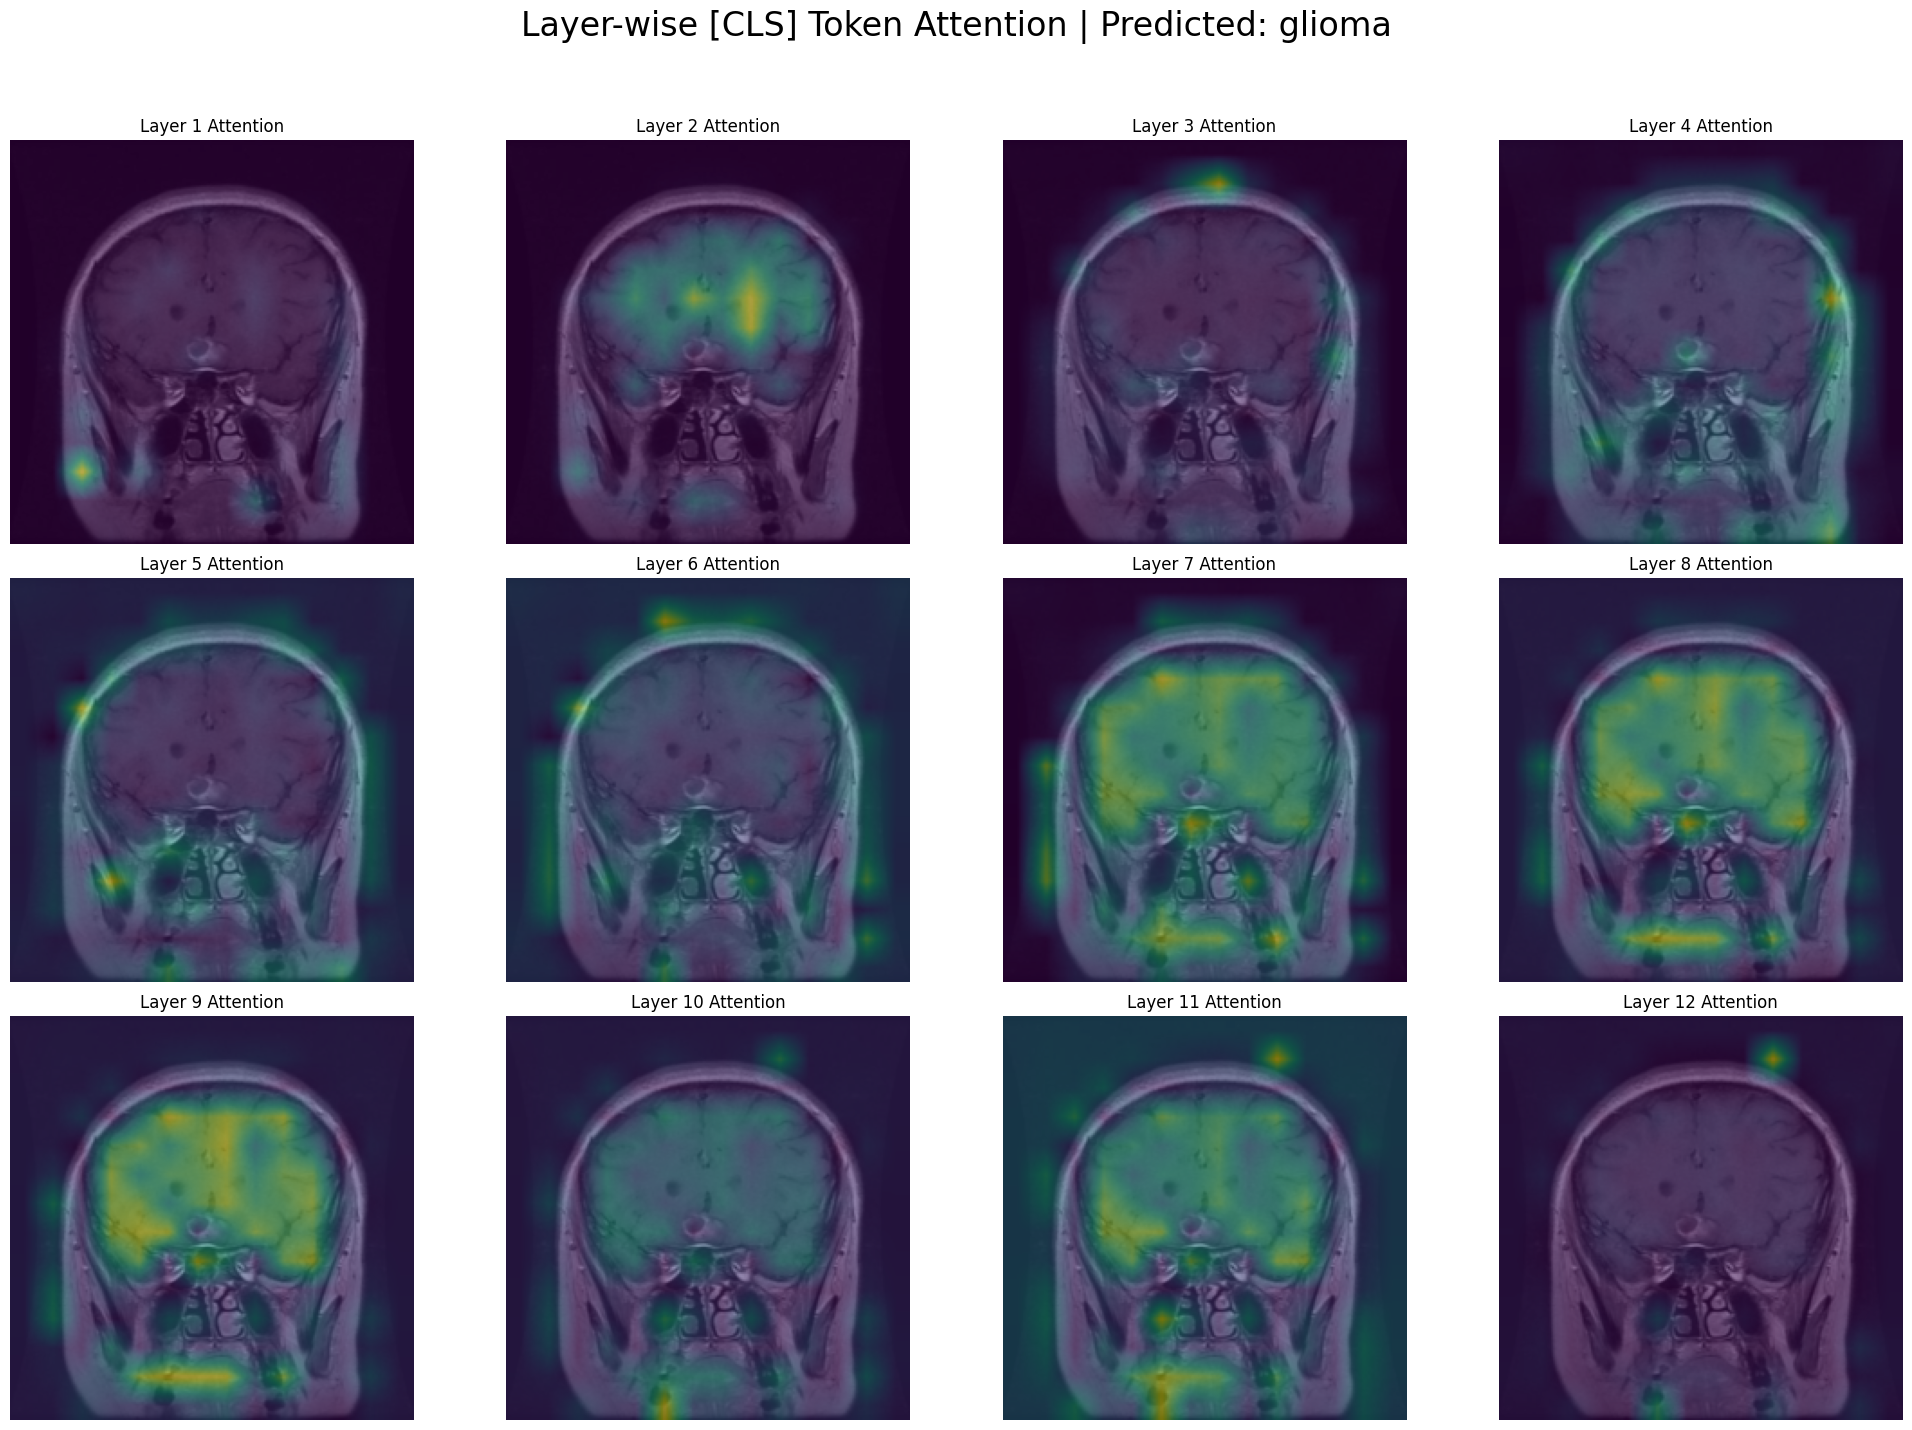 Layer-wise [CLS] Token Attention | Predicted: glioma
Layer 1 Attention
Layer 2 Attention
Layer 3 Attention
Layer 4 Attention
Layer 5 Attention
Layer 6 Attention
Layer 7 Attention
Layer 8 Attention
Layer 9 Attention
Layer 10 Attention
Layer 11 Attention
Layer 12 Attention